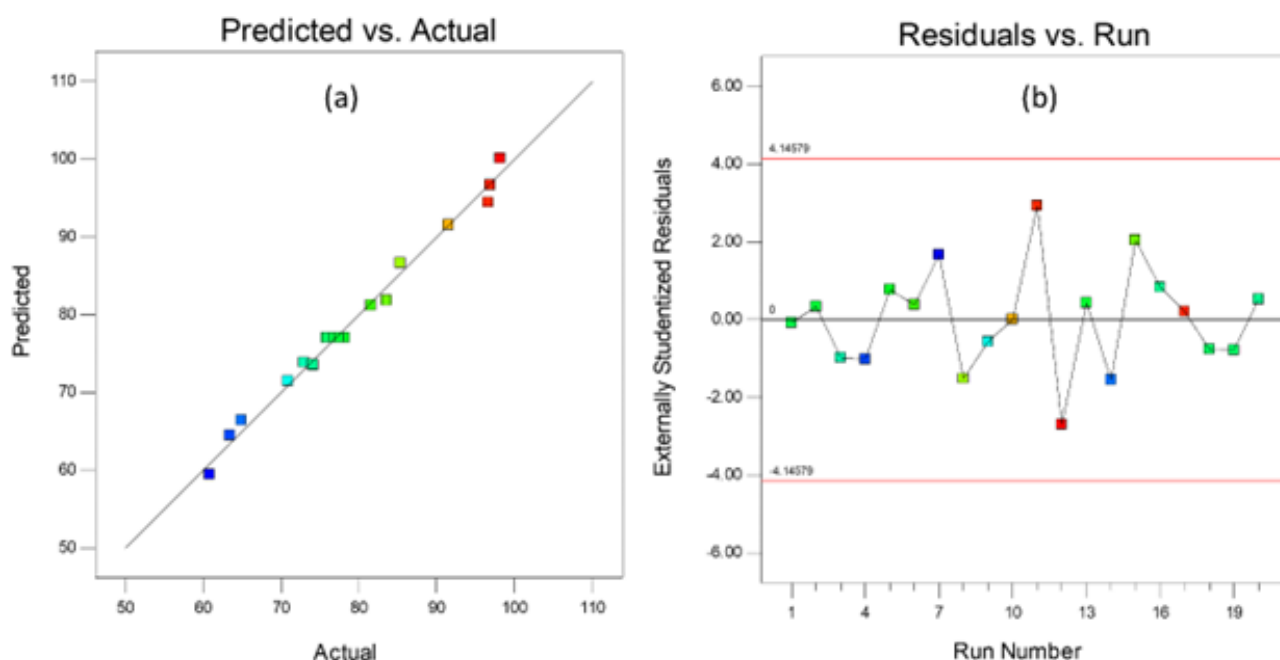 Predicted vs. Actual
(a)
Predicted
110
100
90
80
70
60
50
50 60 70 80 90 100 110
Actual
Residuals vs. Run
(b)
Externally Studentized Residuals
6.00
4.14579
4.00
2.00
0
0.00
-2.00
-4.00
-4.14579
-6.00
1 4 7 10 13 16 19
Run Number